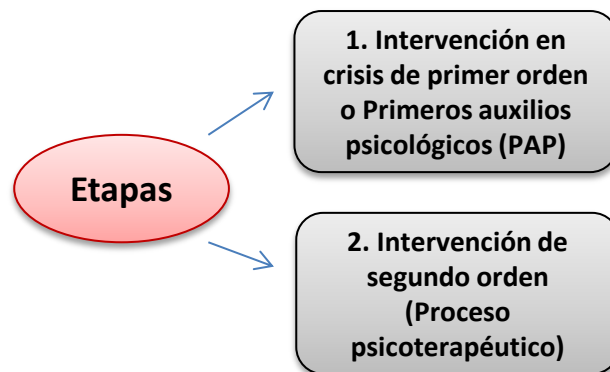 Etapas
1. Intervención en
crisis de primer orden
o Primeros auxilios
psicológicos (PAP)
2. Intervención de
segundo orden
(Proceso
psicoterapéutico)